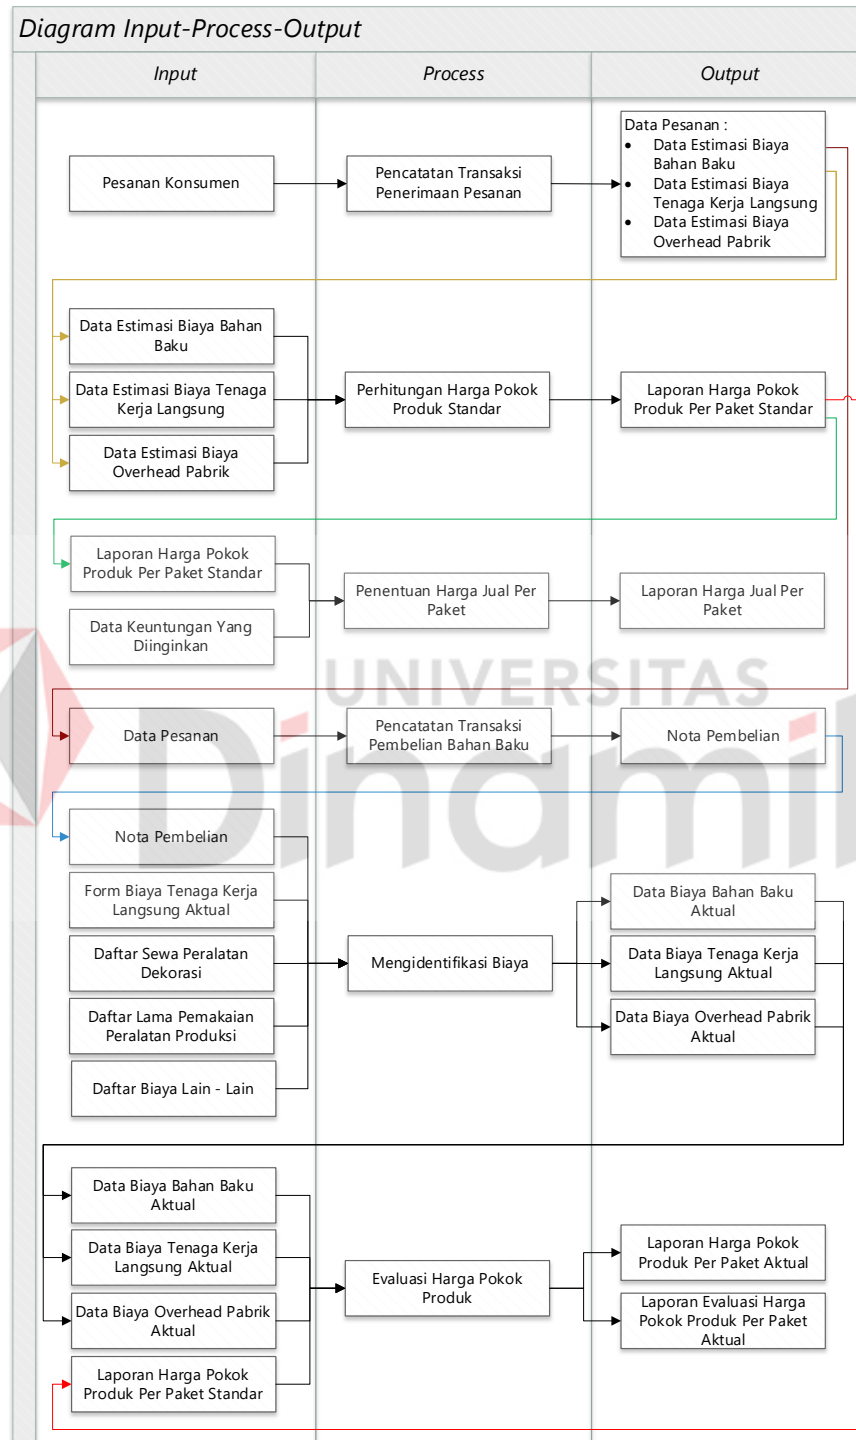 Diagram Input-Process-Output
Input
Process
Output
Pesanan Konsumen
Pencatatan Transaksi
Penerimaan Pesanan
Data Pesanan :
• Data Estimasi Biaya
Bahan Baku
• Data Estimasi Biaya
Tenaga Kerja Langsung
• Data Estimasi Biaya
Overhead Pabrik
Data Estimasi Biaya Bahan
Baku
Data Estimasi Biaya Tenaga
Kerja Langsung
Data Estimasi Biaya
Overhead Pabrik
Perhitungan Harga Pokok
Produk Standar
Laporan Harga Pokok
Produk Per Paket Standar
Laporan Harga Pokok
Produk Per Paket Standar
Data Keuntungan Yang
Diinginkan
Penentuan Harga Jual Per
Paket
Laporan Harga Jual Per
Paket
UNIVERSITAS
Dinamik
Data Pesanan
Pencatatan Transaksi
Pembelian Bahan Baku
Nota Pembelian
Nota Pembelian
Form Biaya Tenaga Kerja
Langsung Aktual
Daftar Sewa Peralatan
Dekorasi
Daftar Lama Pemakaian
Peralatan Produksi
Daftar Biaya Lain - Lain
Mengidentifikasi Biaya
Data Biaya Bahan Baku
Aktual
Data Biaya Tenaga Kerja
Langsung Aktual
Data Biaya Overhead Pabrik
Aktual
Data Biaya Bahan Baku
Aktual
Data Biaya Tenaga Kerja
Langsung Aktual
Data Biaya Overhead Pabrik
Aktual
Laporan Harga Pokok
Produk Per Paket Standar
Evaluasi Harga Pokok
Produk
Laporan Harga Pokok
Produk Per Paket Aktual
Laporan Evaluasi Harga
Pokok Produk Per Paket
Aktual